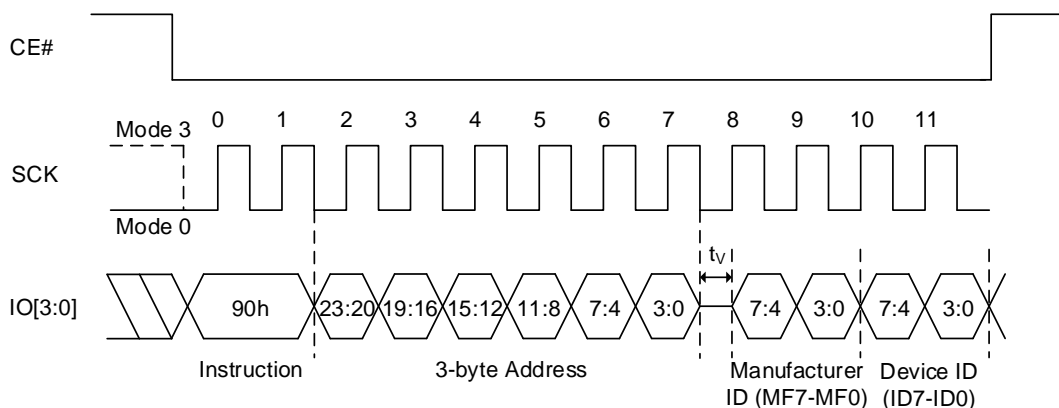 CE#
0 1 2 3 4 5 6 7 8 9 10 11
Mode 3
SCK
Mode 0
tV
IO[3:0] 90h 23:20 19:16 15:12 11:8 7:4 3:0 7:4 3:0 7:4 3:0
Instruction 3-byte Address Manufacturer Device ID
ID (MF7-MF0) (ID7-ID0)